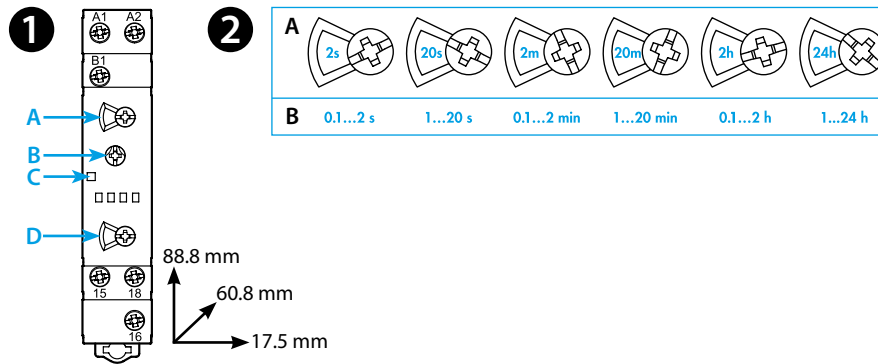 1
A1 A2
B1
A
B
C
D
15 18
16
88.8 mm
60.8 mm
17.5 mm
2
A 2s 20s 2m 20m 2h 24h
B 0.1...2 s 1...20 s 0.1...2 min 1...20 min 0.1...2 h 1...24 h